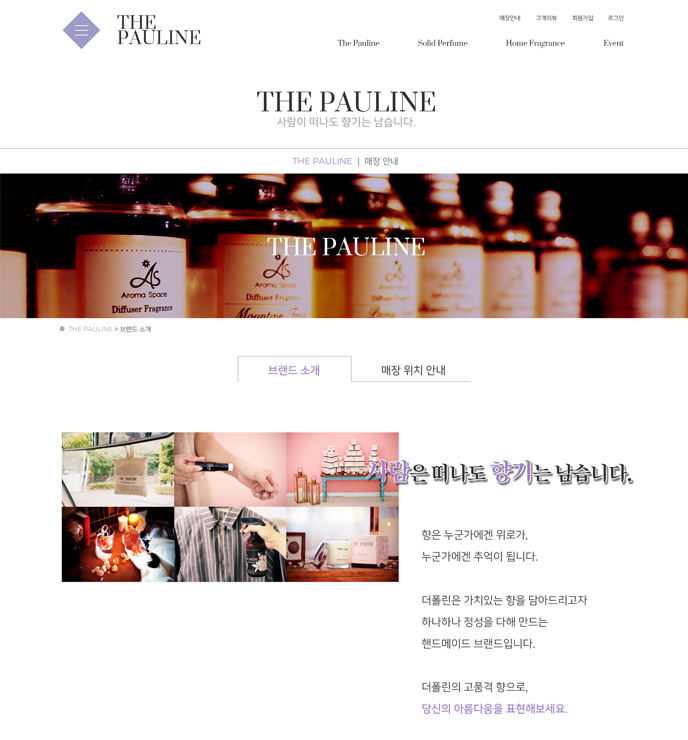 THE
PAULINE
매장안내 고객리뷰 회원가입 로그인
The Pauline Solid Perfume Home Fragrance Event
THE PAULINE
사람이 떠나도 향기는 남습니다.
THE PAULINE | 매장 안내
THE PAULINE
As
Aroma Space
Diffuser Fragrance
As
Aroma Space
Diffuser Fragrance
Mountain
Aroma Space
Diffuser Fragran
THE PAULINE > 브랜드 소개
브랜드 소개 매장 위치 안내
사람은 떠나도 향기는 남습니다.
THE PAULINE
향은 누군가에겐 위로가,
누군가에겐 추억이 됩니다.
더폴린은 가치있는 향을 담아드리고자
하나하나 정성을 다해 만드는
핸드메이드 브랜드입니다.
더폴린의 고품격 향으로,
당신의 아름다움을 표현해보세요.